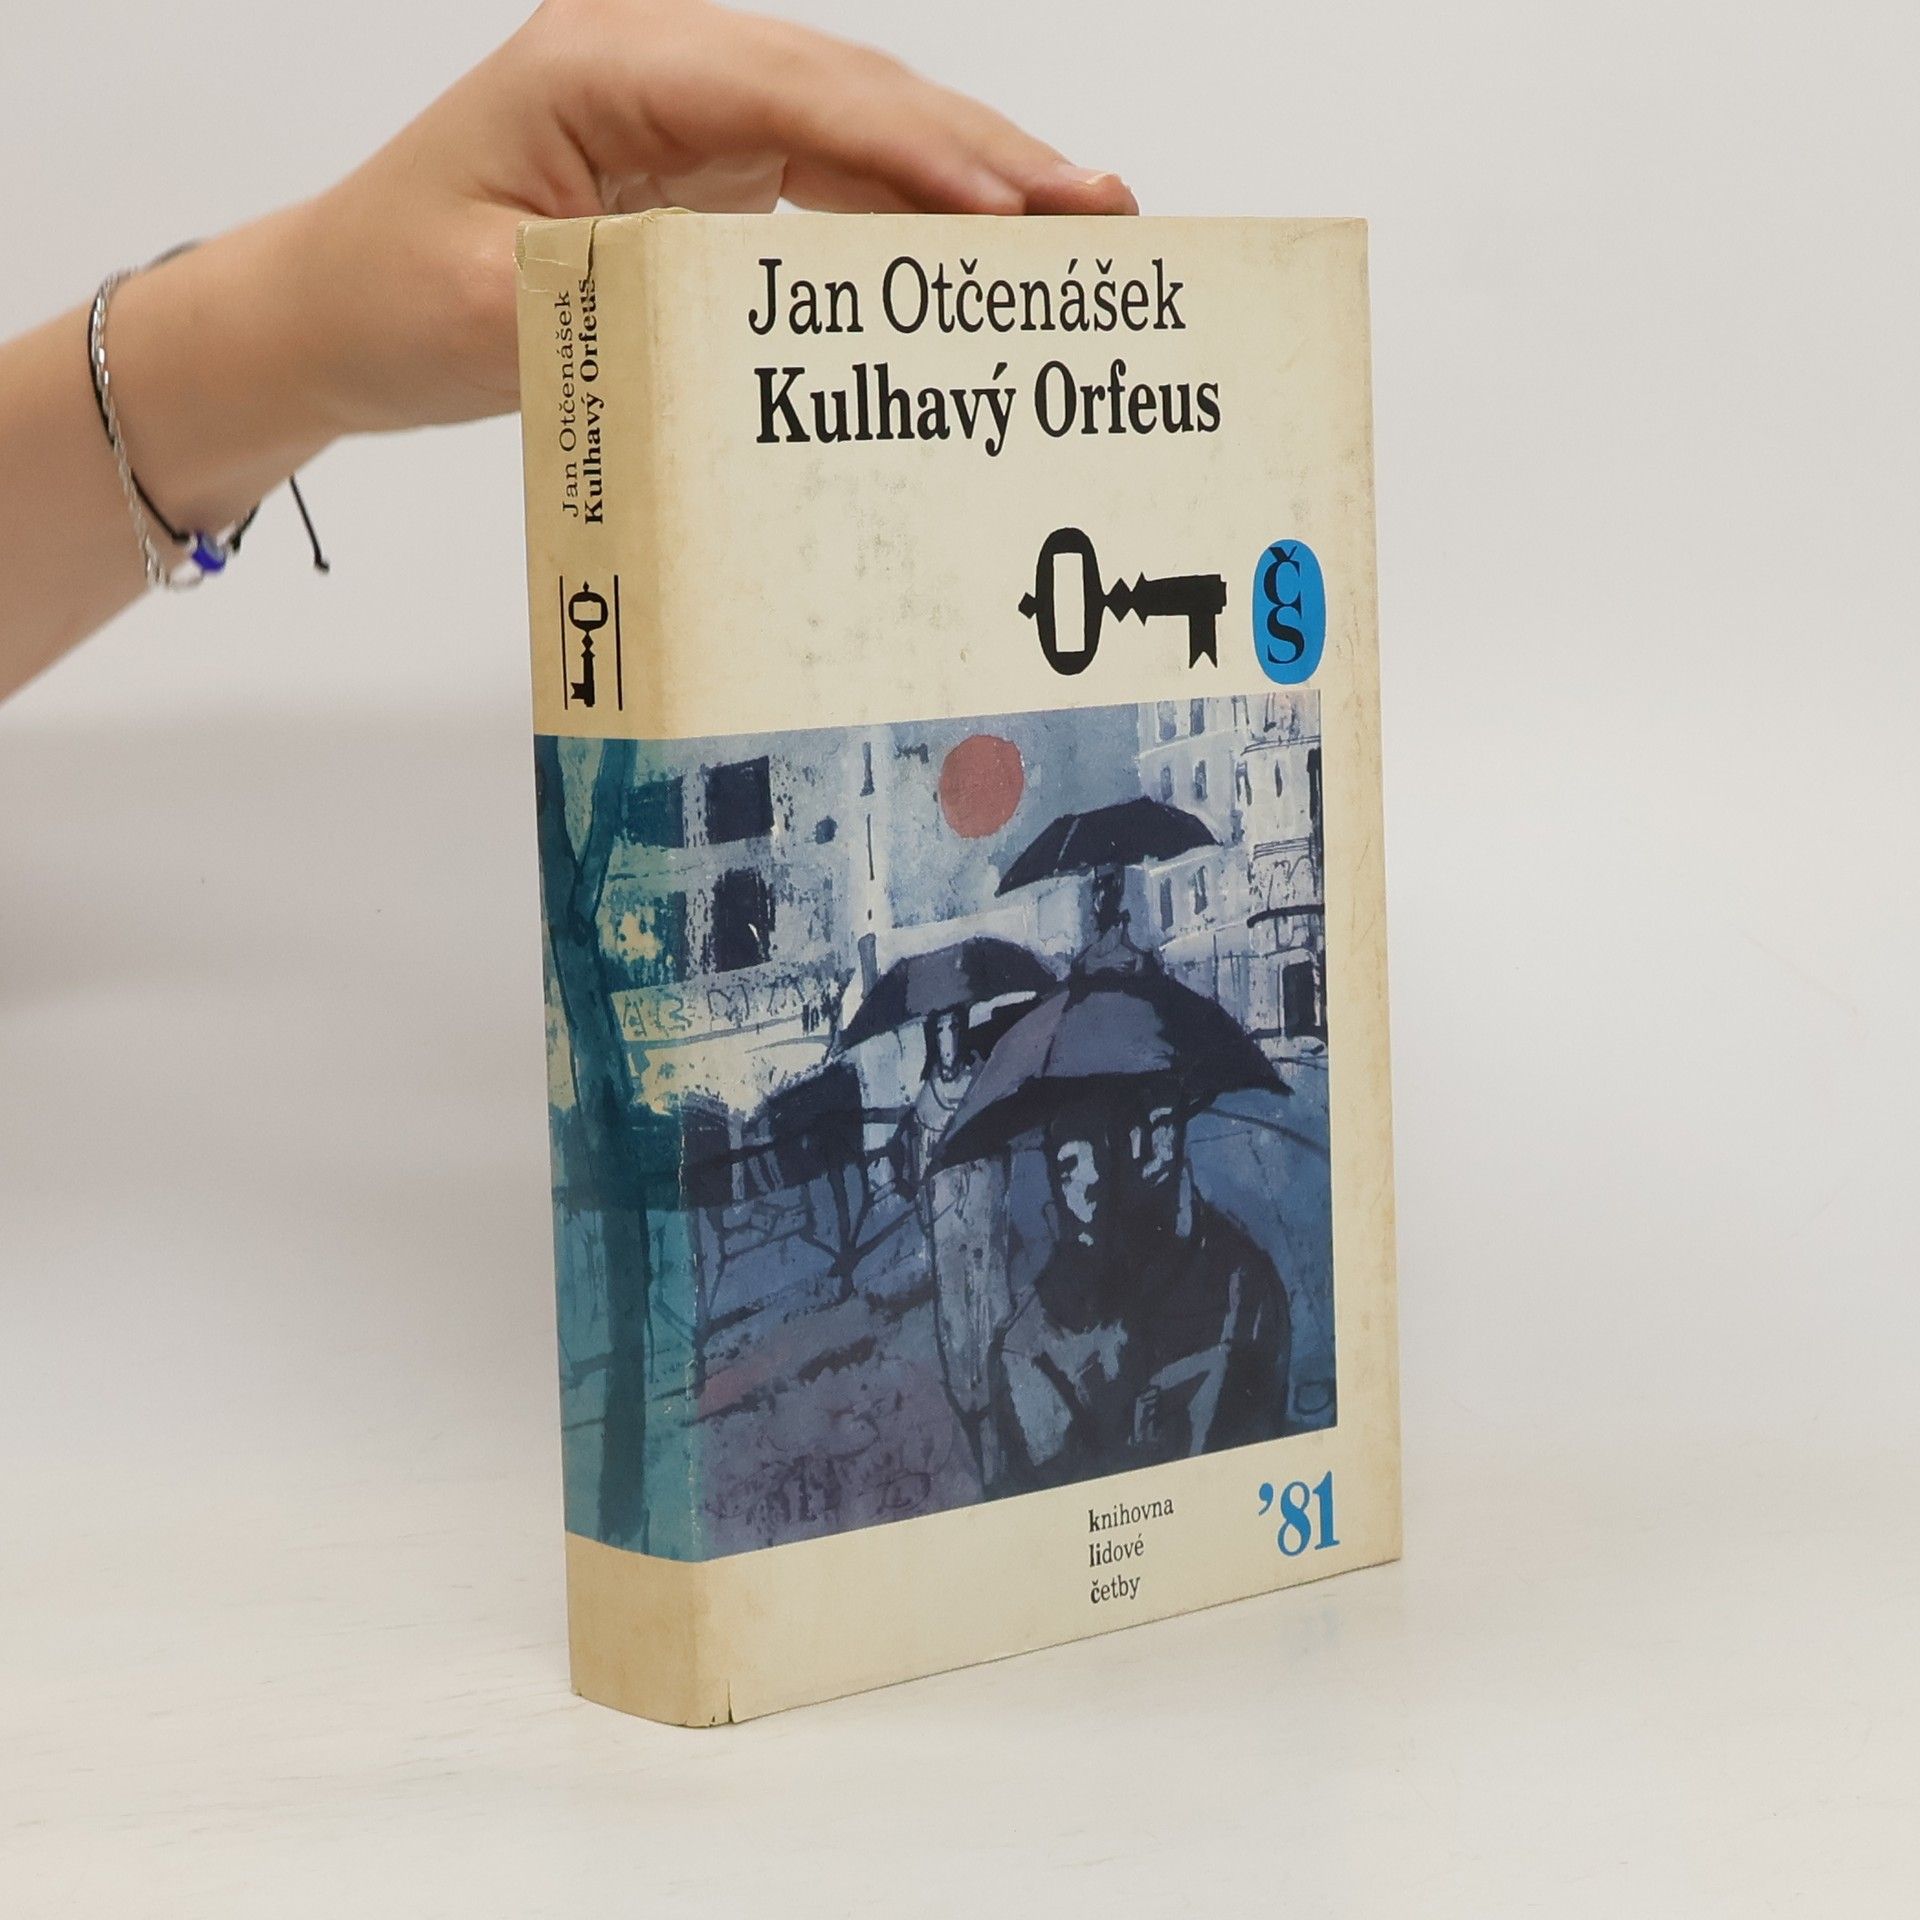 Jan Otčenášek
Kulhavý Orfeus
Jan Otčenášek
Kulhavý Orfeus
ČS
knihovna
lidové
četby
'81